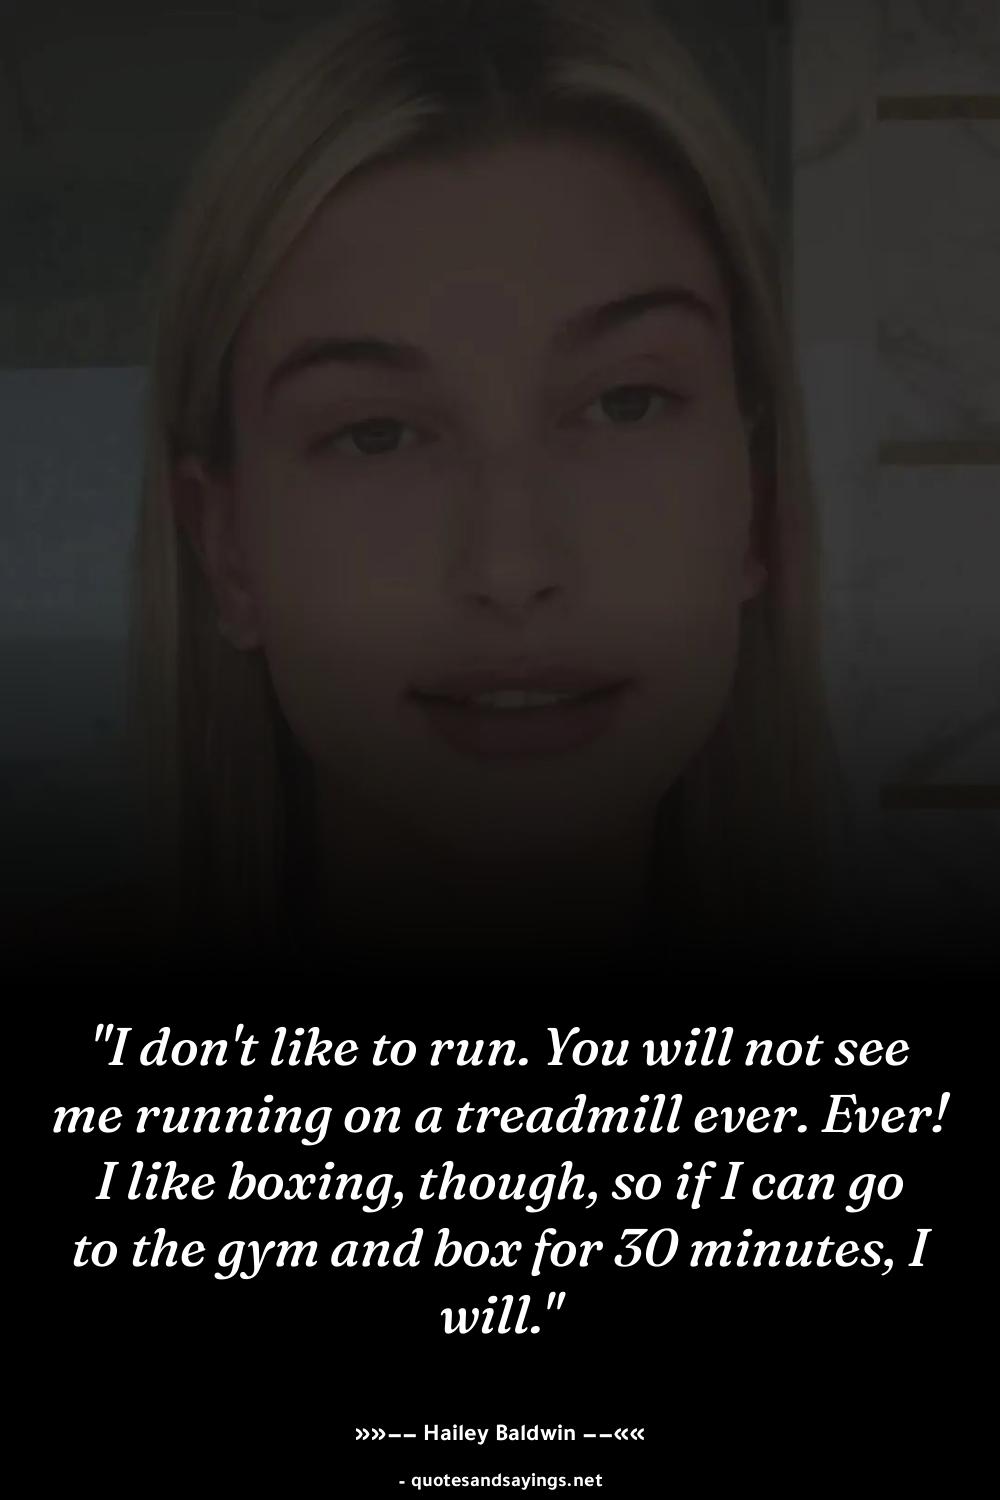 "I don't like to run. You will not see
me running on a treadmill ever. Ever!
I like boxing, though, so if I can go
to the gym and box for 30 minutes, I
will."
»»–– Hailey Baldwin ––««
- quotesandsayings.net